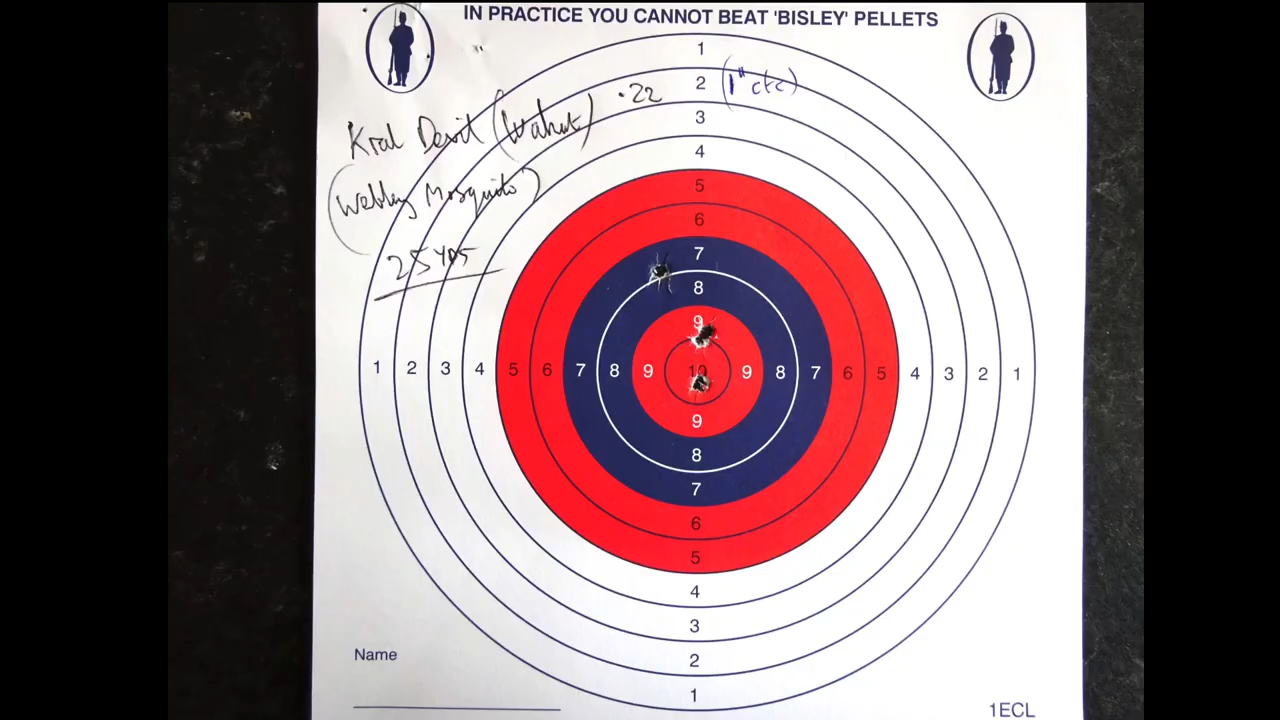 IN PRACTICE YOU CANNOT BEAT 'BISLEY' PELLETS
1
2 (1" ctc)
.22
3
Kral Devil (Walnut)
4
5
(Webley Mosquito)
6
25 YDS
7
8
9
1 2 3 4 5 6 7 8 9 10 9 8 7 6 5 4 3 2 1
9
8
7
6
5
4
3
Name
2
1
1ECL